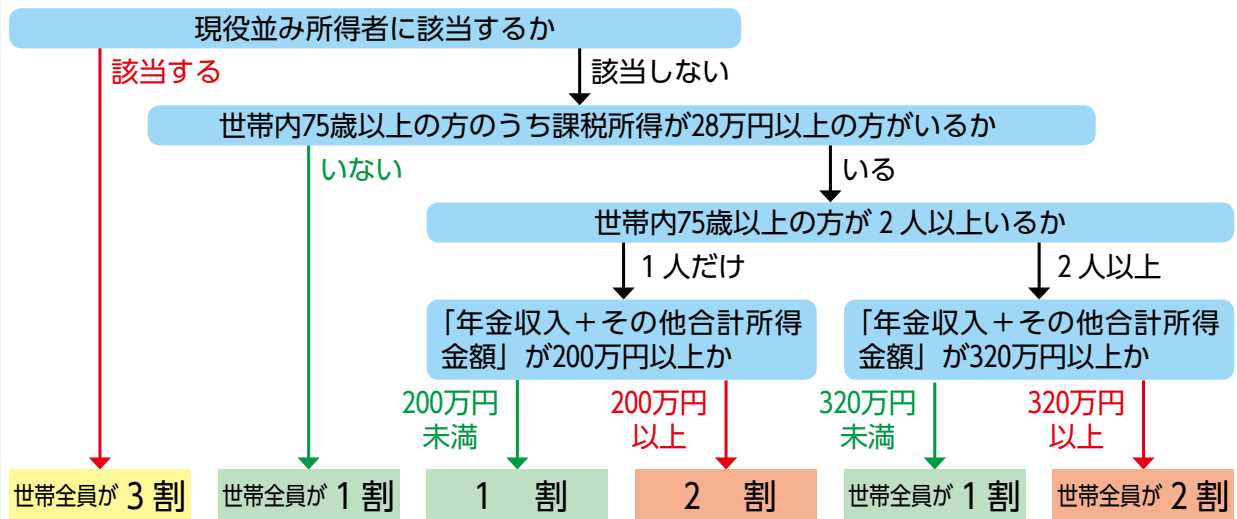 現役並み所得者に該当するか
該当する
該当しない
世帯内75歳以上の方のうち課税所得が28万円以上の方がいるか
いない
いる
世帯内75歳以上の方が2人以上いるか
1人だけ
2人以上
「年金収入＋その他合計所得
金額」が200万円以上か
「年金収入＋その他合計所得
金額」が320万円以上か
200万円
未満
200万円
以上
320万円
未満
320万円
以上
世帯全員が3割
世帯全員が1割
1 割
2 割
世帯全員が1割
世帯全員が2割